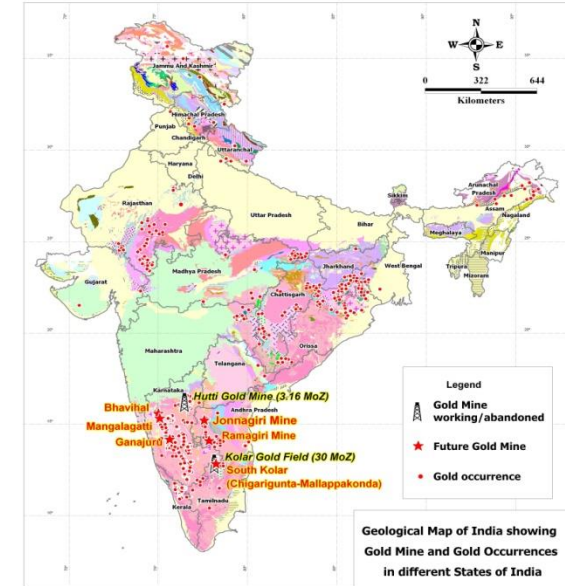 N
W E
S
0 322 644
Kilometers
Jammu And Kashmir
Himachal Pradesh
Punjab
Chandigarh
Uttaranchal
Haryana
Delhi
Rajasthan
Uttar Pradesh
Sikkim
Arunachal
Pradesh
Assam
Nagaland
Bihar
Meghalaya
Manipur
Tripura
Mizoram
Gujarat
Madhya Pradesh
Jharkhand
West Bengal
Chattisgarh
Orissa
Maharashtra
Telangana
Karnataka
Hutti Gold Mine (3.16 MoZ)
Bhavihal
Andhra Pradesh
Mangalagatti
Jonnagiri Mine
Ganajuru
Ramagiri Mine
Kolar Gold Field (30 MoZ)
South Kolar
(Chigarigunta-Mallappakonda)
Tamilnadu
Kerala
Legend
Gold Mine
working/abandoned
Future Gold Mine
Gold occurrence
Geological Map of India showing
Gold Mine and Gold Occurrences
in different States of India